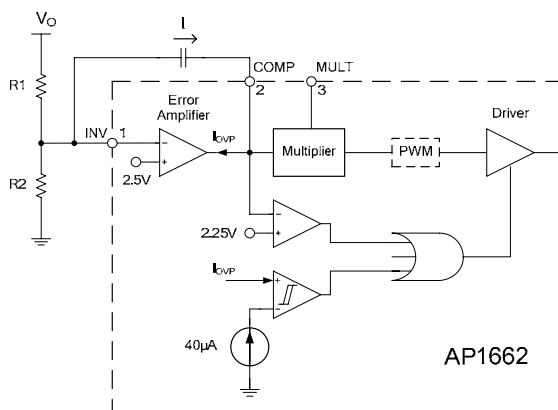 VO
I
COMP
MULT
R1
2
3
Error
Amplifier
Driver
INV
1
IOVP
Multiplier
PWM
R2
2.5V
2.25V
IOVP
40µA
AP1662